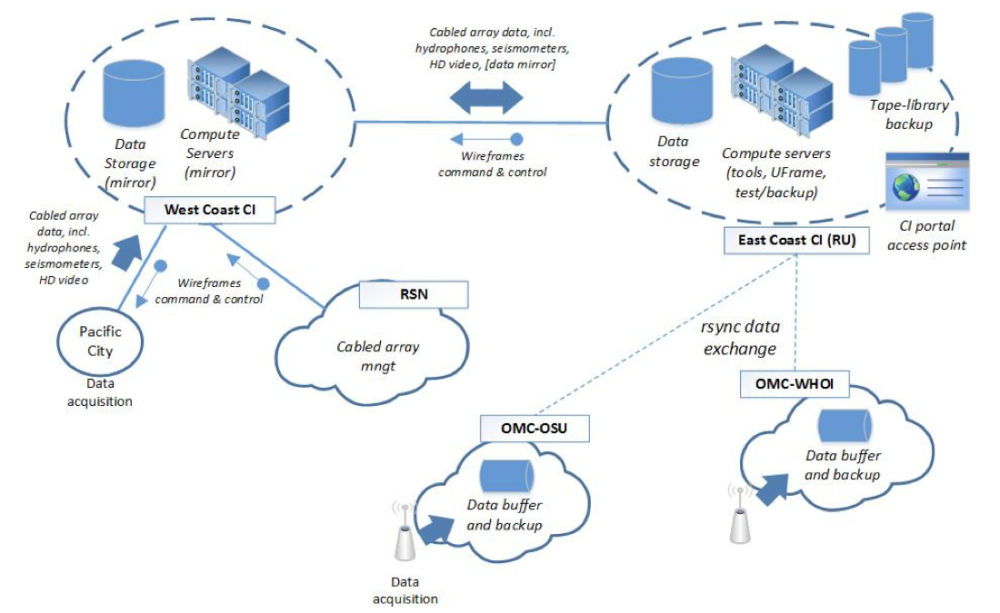 Cabled array data, incl.
hydrophones, seismometers,
HD video, [data mirror]
Wireframes
command & control
Data
Storage
(mirror)
Compute
Servers
(mirror)
West Coast CI
Data
storage
Compute servers
(tools, UFrame,
test/backup)
Tape-library
backup
CI portal
access point
East Coast CI (RU)
Cabled array
data, incl.
hydrophones,
seismometers,
HD video
Wireframes
command & control
Pacific
City
Data
acquisition
RSN
Cabled array
mngt
rsync data
exchange
OMC-OSU
Data buffer
and backup
Data
acquisition
OMC-WHOI
Data buffer
and backup